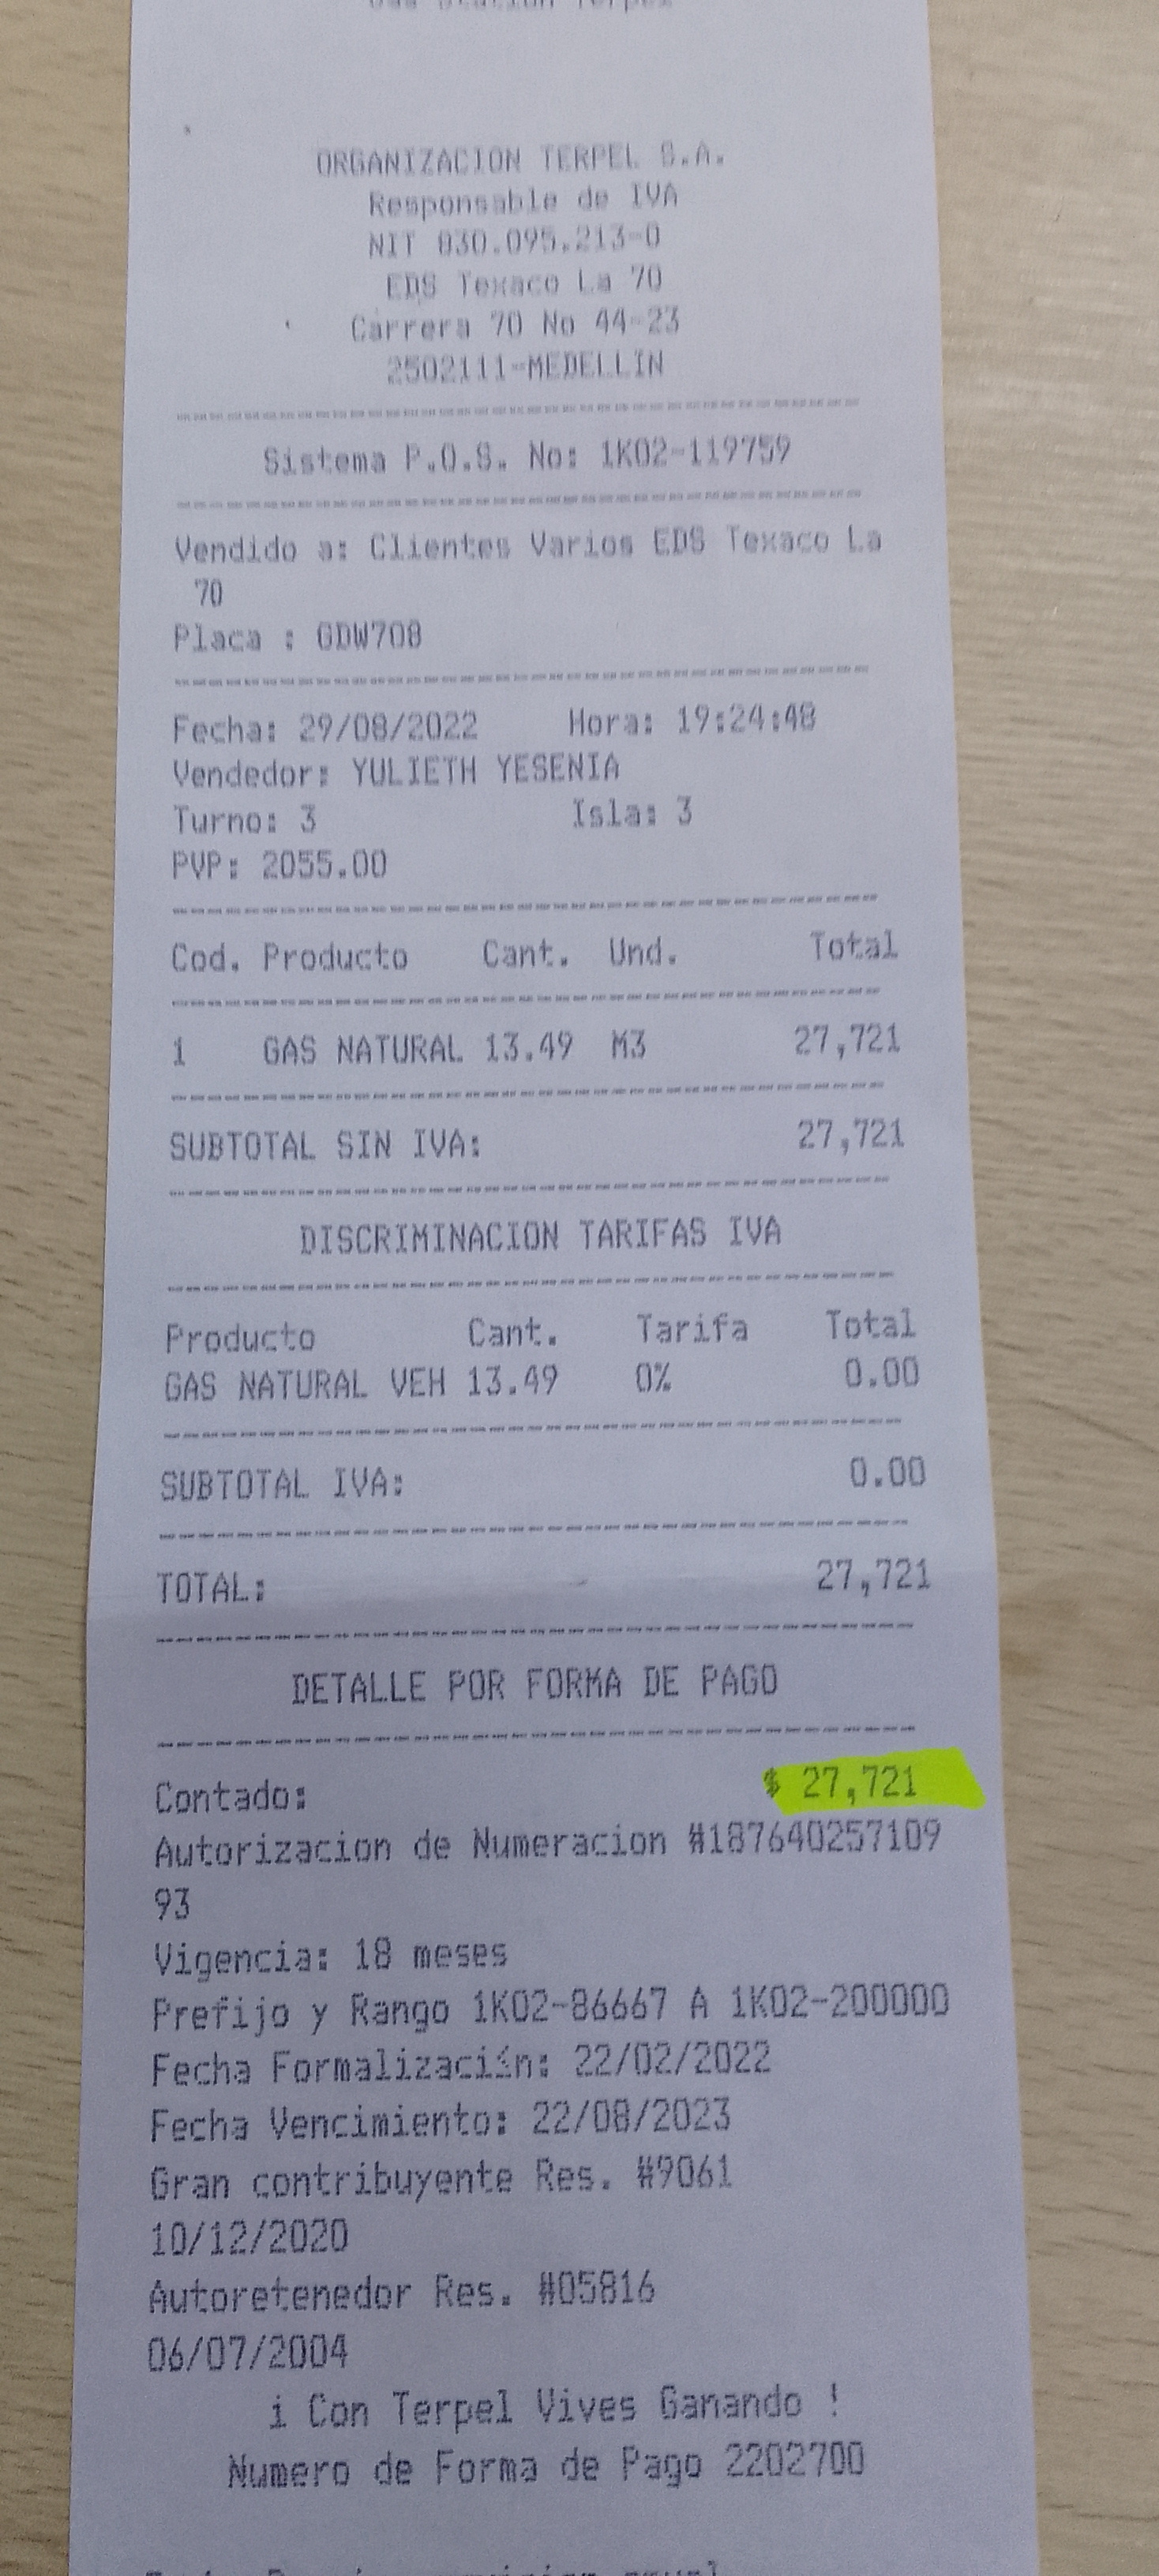 Gas Station Terpel
ORGANIZACION TERPEL S.A.
Responsable de IVA
NIT 830.095.213-0
EDS Texaco La 70
Carrera 70 No 44-23
2502111-MEDELLIN
Sistema P.O.S. No: 1K02-119759
Vendido a: Clientes Varios EDS Texaco La
70
Placa : GDW708
Fecha: 29/08/2022 Hora: 19:24:48
Vendedor: YULIETH YESENIA
Turno: 3 Isla: 3
PVP: 2055.00
Cod. Producto Cant. Und. Total
1 GAS NATURAL 13.49 M3 27,721
SUBTOTAL SIN IVA: 27,721
DISCRIMINACION TARIFAS IVA
Producto Cant. Tarifa Total
GAS NATURAL VEH 13.49 0% 0.00
SUBTOTAL IVA: 0.00
TOTAL: 27,721
DETALLE POR FORMA DE PAGO
Contado: $ 27,721
Autorizacion de Numeracion #187640257109
93
Vigencia: 18 meses
Prefijo y Rango 1K02-86667 A 1K02-200000
Fecha Formalización: 22/02/2022
Fecha Vencimiento: 22/08/2023
Gran contribuyente Res. #9061
10/12/2020
Autoretenedor Res. #05816
06/07/2004
¡ Con Terpel Vives Ganando !
Numero de Forma de Pago 2202700